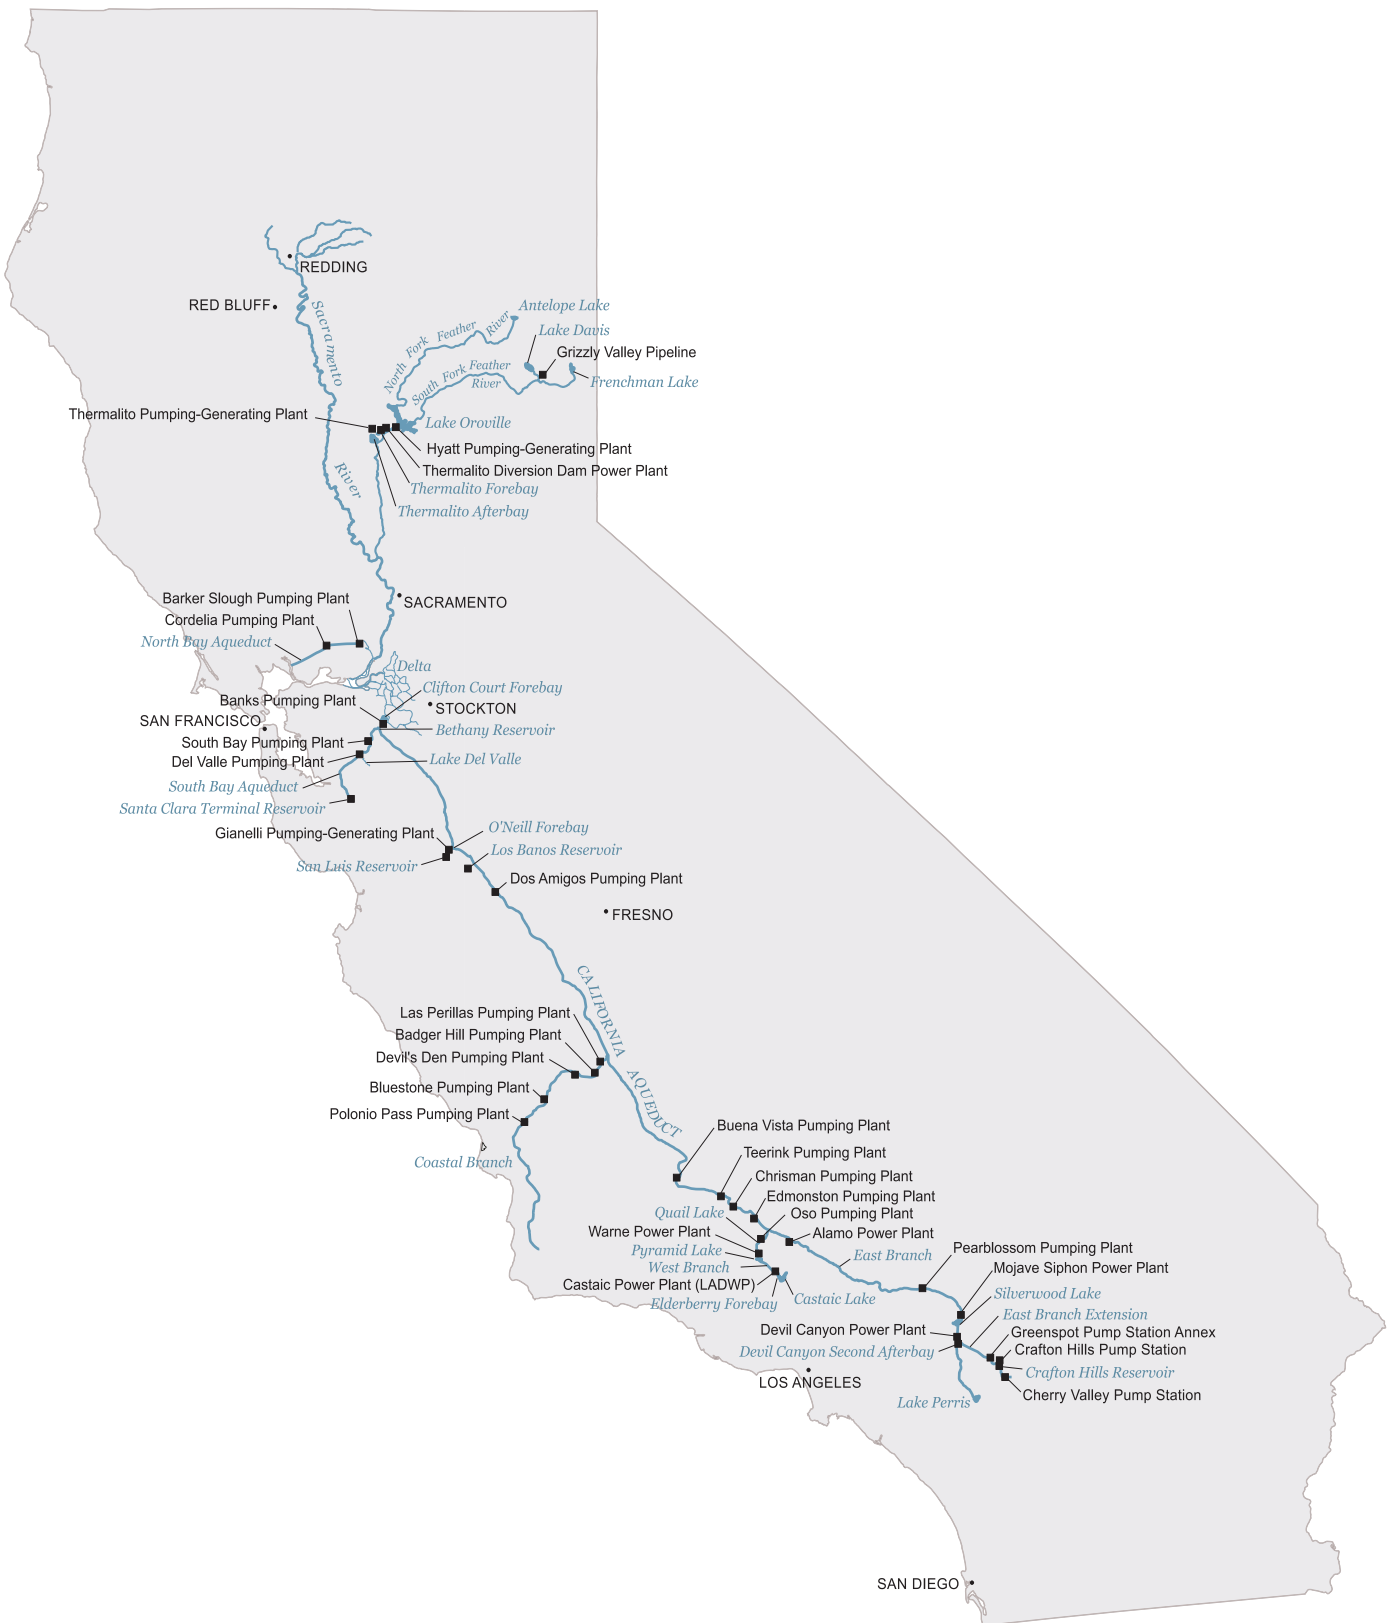 REDDING
RED BLUFF
Sacramento
River
Antelope Lake
North Fork Feather River
Lake Davis
Grizzly Valley Pipeline
South Fork Feather
River
Frenchman Lake
Thermalito Pumping-Generating Plant
Lake Oroville
Hyatt Pumping-Generating Plant
Thermalito Diversion Dam Power Plant
Thermalito Forebay
Thermalito Afterbay
Barker Slough Pumping Plant
SACRAMENTO
Cordelia Pumping Plant
North Bay Aqueduct
Delta
Clifton Court Forebay
Banks Pumping Plant
STOCKTON
SAN FRANCISCO
Bethany Reservoir
South Bay Pumping Plant
Del Valle Pumping Plant
Lake Del Valle
South Bay Aqueduct
Santa Clara Terminal Reservoir
O'Neill Forebay
Gianelli Pumping-Generating Plant
Los Banos Reservoir
San Luis Reservoir
Dos Amigos Pumping Plant
FRESNO
CALIFORNIA AQUEDUCT
Las Perillas Pumping Plant
Badger Hill Pumping Plant
Devil's Den Pumping Plant
Bluestone Pumping Plant
Polonio Pass Pumping Plant
Coastal Branch
Buena Vista Pumping Plant
Teerink Pumping Plant
Chrisman Pumping Plant
Edmonston Pumping Plant
Quail Lake
Oso Pumping Plant
Warne Power Plant
Alamo Power Plant
Pyramid Lake
East Branch
West Branch
Pearblossom Pumping Plant
Mojave Siphon Power Plant
Castaic Power Plant (LADWP)
Elderberry Forebay
Castaic Lake
Silverwood Lake
East Branch Extension
Devil Canyon Power Plant
Greenspot Pump Station Annex
Devil Canyon Second Afterbay
Crafton Hills Pump Station
Crafton Hills Reservoir
LOS ANGELES
Cherry Valley Pump Station
Lake Perris
SAN DIEGO